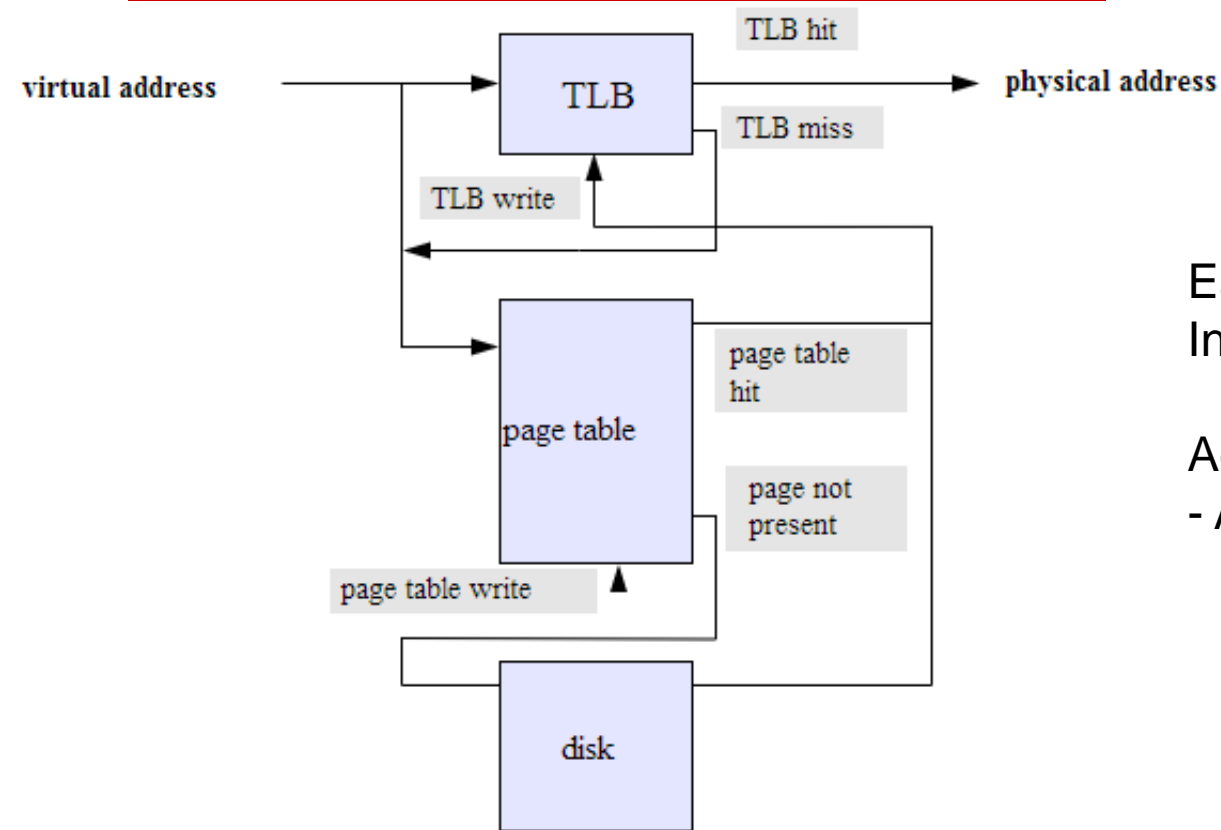 TLB hit
virtual address
TLB
physical address
TLB miss
TLB write
page table
hit
page table
page not
present
page table write
disk